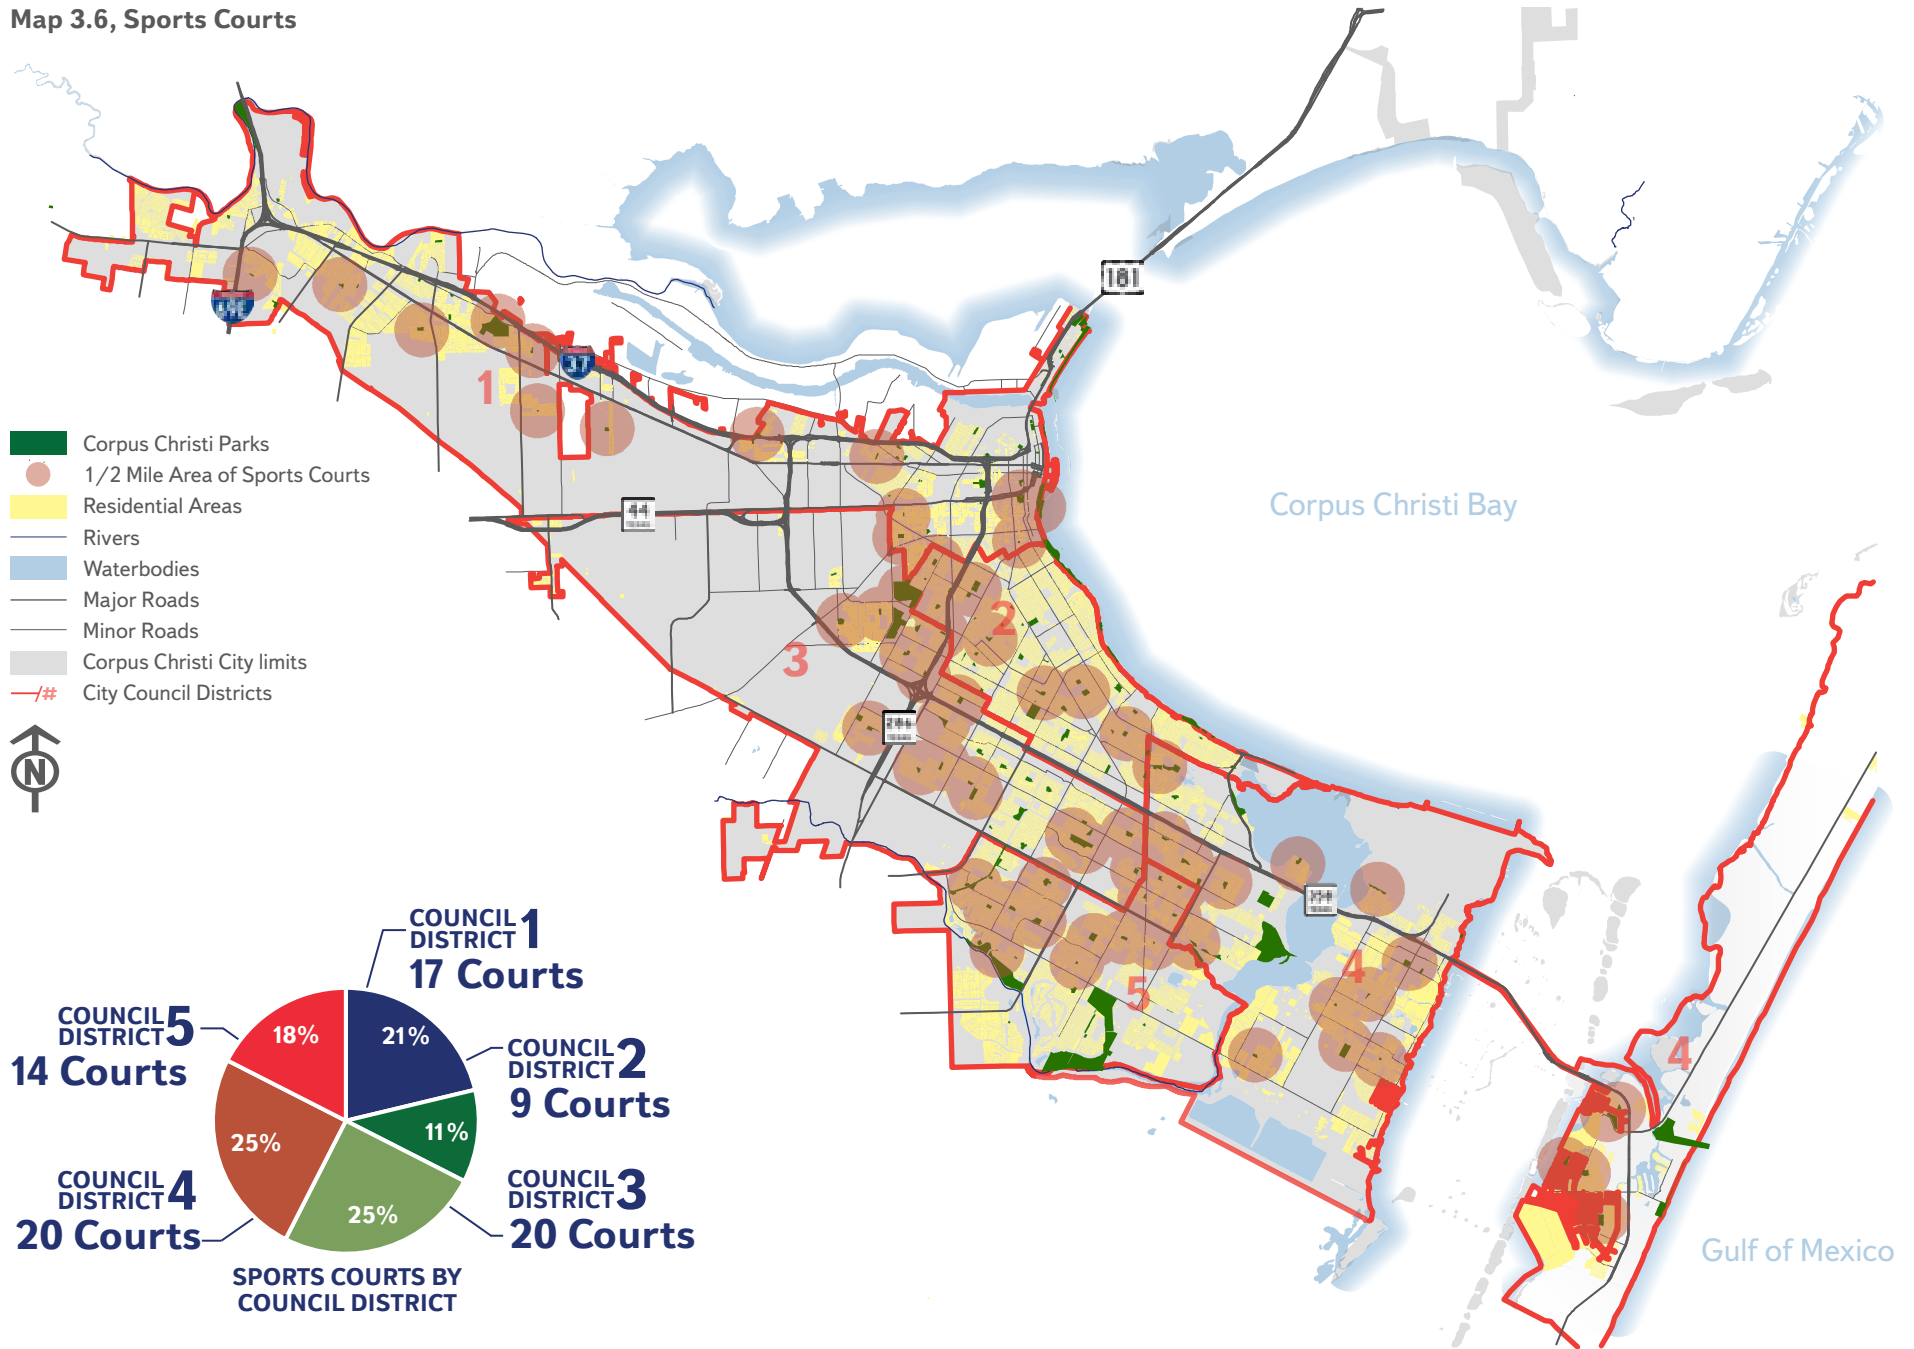 Map 3.6, Sports Courts
181
37
1
Corpus Christi Parks
1/2 Mile Area of Sports Courts
Residential Areas
Rivers
Waterbodies
Major Roads
Minor Roads
Corpus Christi City limits
/# City Council Districts
N
44
Corpus Christi Bay
2
3
4
5
4
Gulf of Mexico
COUNCIL
DISTRICT 1
17 Courts
COUNCIL
DISTRICT 5
14 Courts
18%
21%
COUNCIL
DISTRICT 2
9 Courts
11%
25%
COUNCIL
DISTRICT 4
20 Courts
25%
COUNCIL
DISTRICT 3
20 Courts
SPORTS COURTS BY
COUNCIL DISTRICT